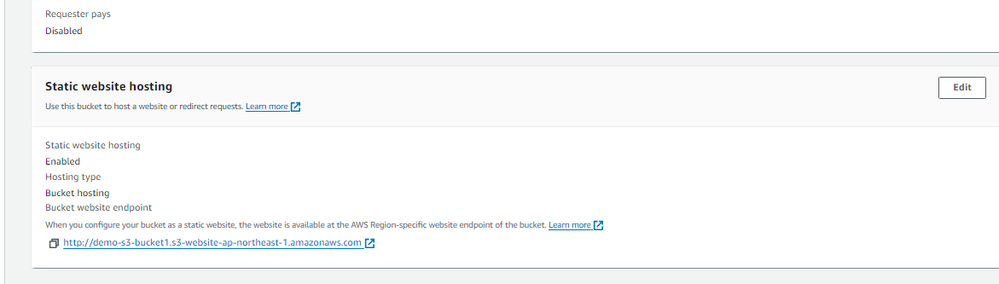 Requester pays
Disabled
Static website hosting
Edit
Use this bucket to host a website or redirect requests. Learn more
Static website hosting
Enabled
Hosting type
Bucket hosting
Bucket website endpoint
When you configure your bucket as a static website, the website is available at the AWS Region-specific website endpoint of the bucket. Learn more
http://demo-s3-bucket1.s3-website-ap-northeast-1.amazonaws.com